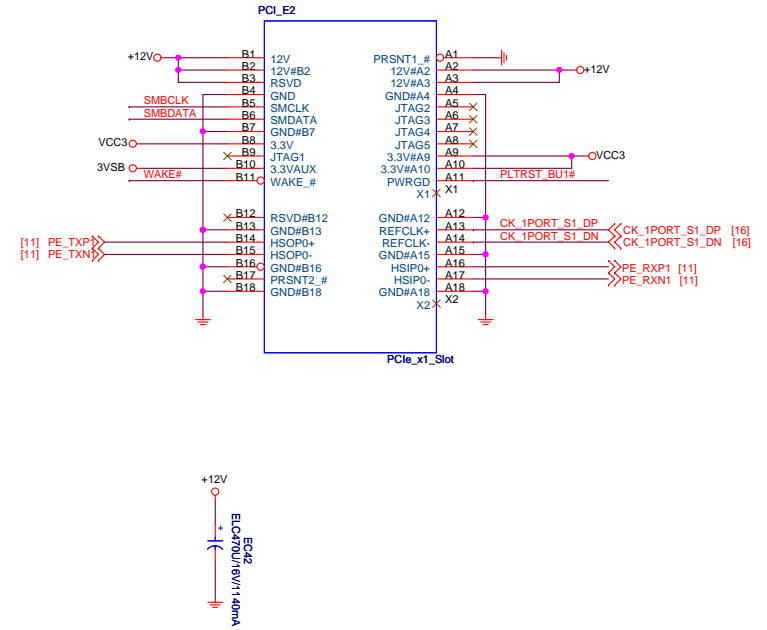 PCI_E2
+12V B1 12V PRSNT1_# A1
B2 12V#B2 12V#A2 A2 +12V
B3 RSVD 12V#A3 A3
B4 GND GND#A4 A4
SMBCLK B5 SMCLK JTAG2 A5
SMBDATA B6 SMDATA JTAG3 A6
B7 GND#B7 JTAG4 A7
VCC3 B8 3.3V JTAG5 A8
B9 JTAG1 3.3V#A9 A9 VCC3
3VSB B10 3.3VAUX 3.3V#A10 A10
WAKE# B11 WAKE_# PWRGD A11 PLTRST_BU1#
X1 X1
B12 RSVD#B12 GND#A12 A12
B13 GND#B13 REFCLK+ A13 CK_1PORT_S1_DP CK_1PORT_S1_DP [16]
[11] PE_TXP1 B14 HSOP0+ REFCLK- A14 CK_1PORT_S1_DN CK_1PORT_S1_DN [16]
[11] PE_TXN1 B15 HSOP0- GND#A15 A15
B16 GND#B16 HSIP0+ A16 PE_RXP1 [11]
B17 PRSNT2_# HSIP0- A17 PE_RXN1 [11]
B18 GND#B18 GND#A18 A18
X2 X2
PCIe_x1_Slot
+12V
+
EC42
ELC470U/16V/1140mA